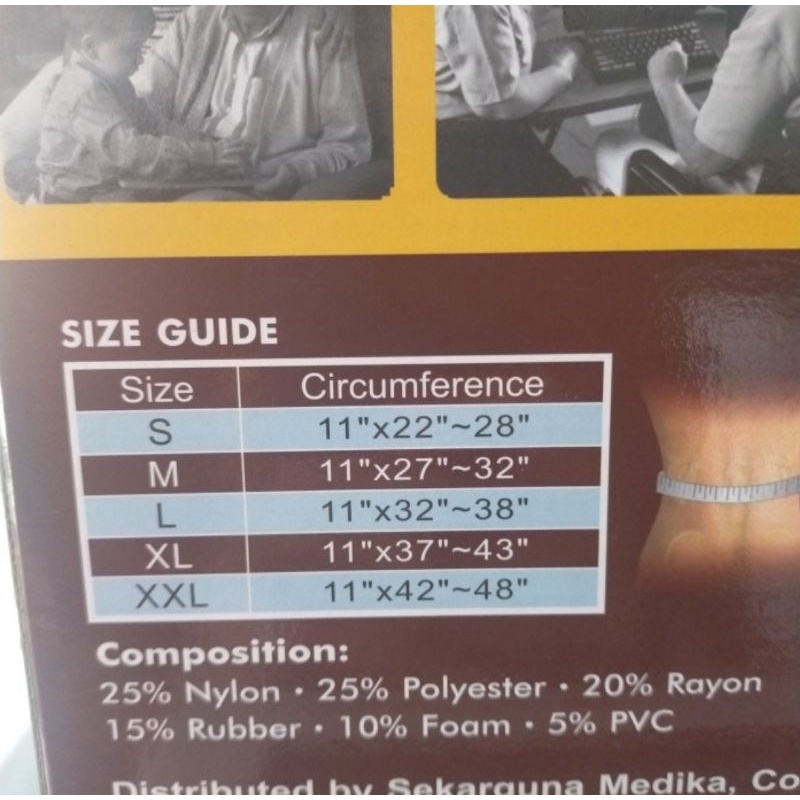 SIZE GUIDE
Size Circumference
S 11"x22"~28"
M 11"x27"~32"
L 11"x32"~38"
XL 11"x37"~43"
XXL 11"x42"~48"
Composition:
25% Nylon • 25% Polyester • 20% Rayon
15% Rubber • 10% Foam • 5% PVC
Distributed by Sekarguna Medika, Co